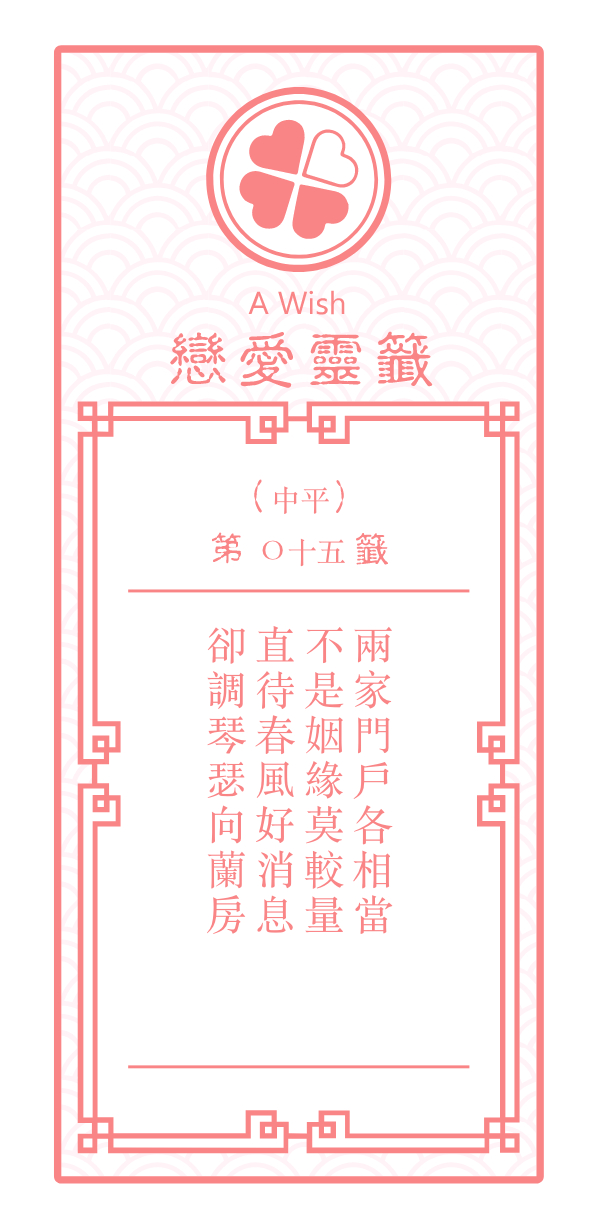 A Wish
戀愛靈籤
（中平）
第 〇十五 籤
兩家門戶各相當
不是姻緣莫較量
直待春風好消息
卻調琴瑟向蘭房